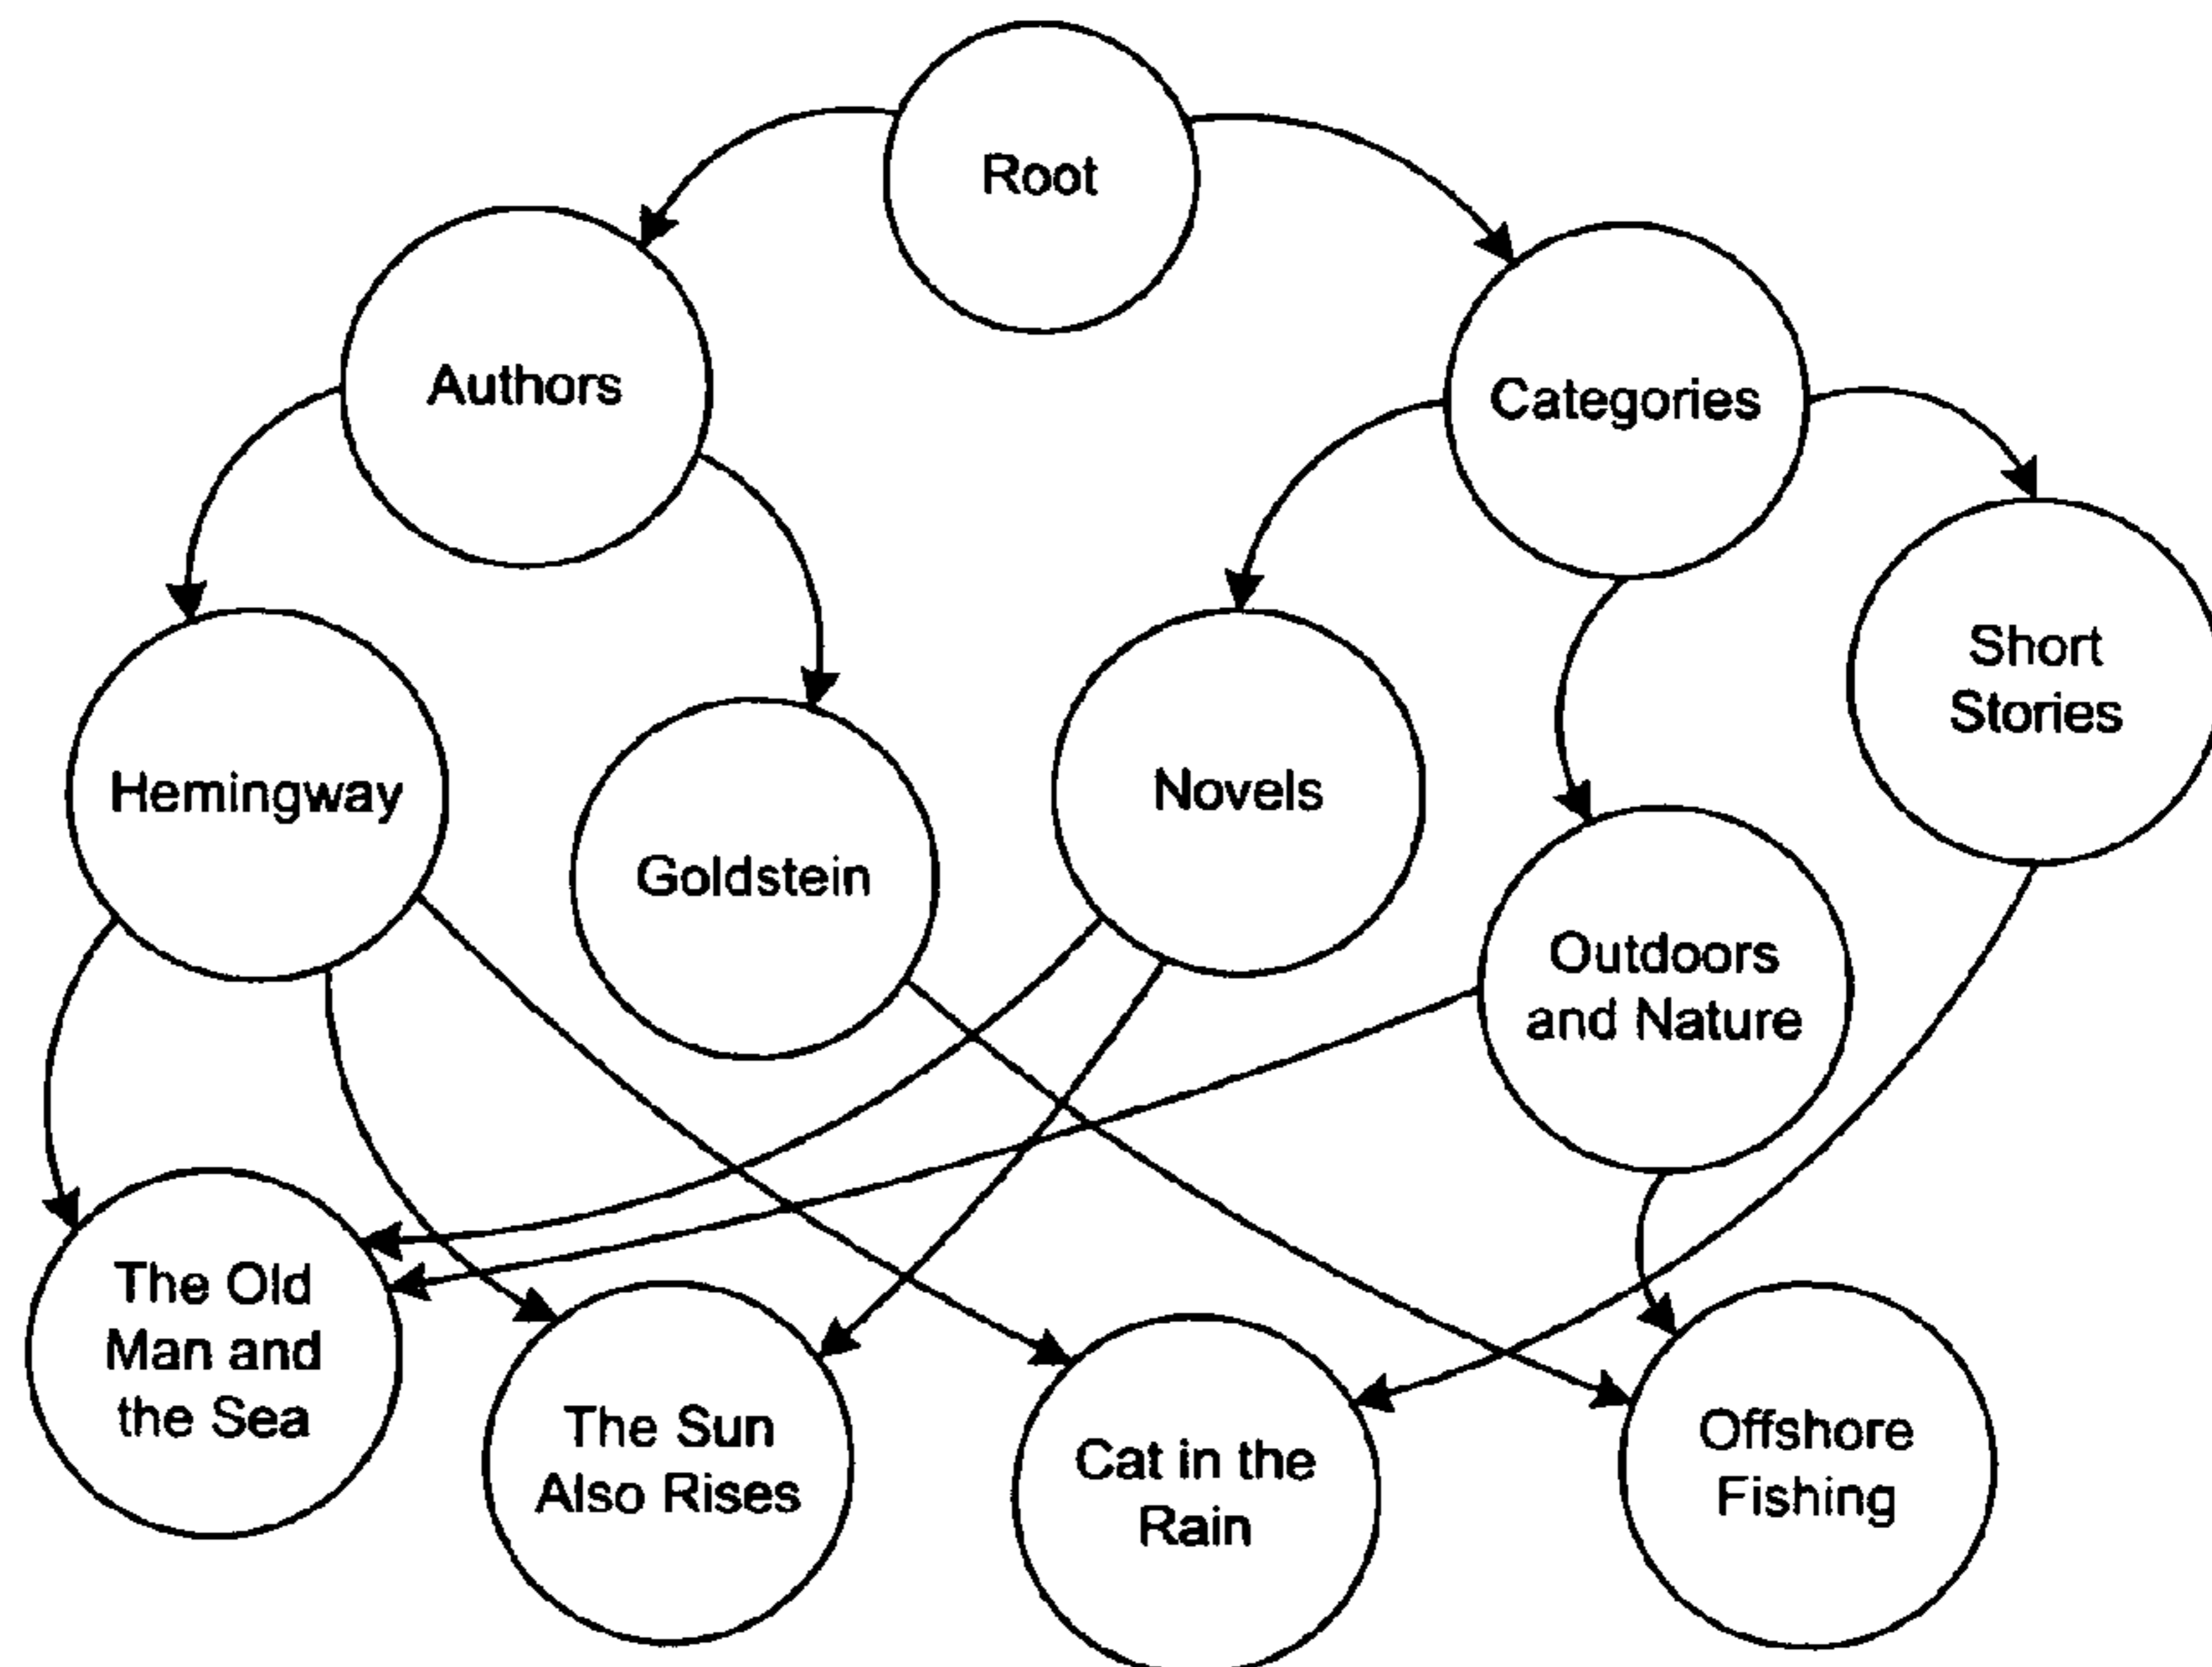 Root
Authors
Categories
Short
Stories
Hemingway
Novels
Goldstein
Outdoors
and Nature
The Old
Man and
the Sea
The Sun
Also Rises
Cat in the
Rain
Offshore
Fishing